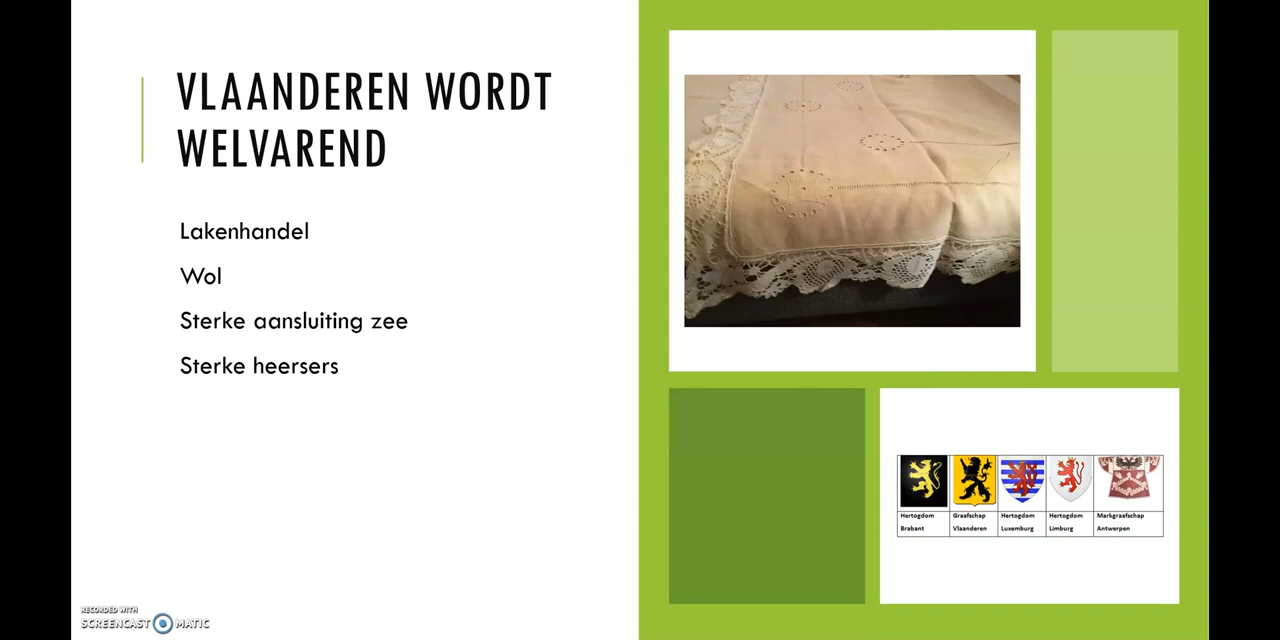 VLAANDEREN WORDT
WELVAREND
Lakenhandel
Wol
Sterke aansluiting zee
Sterke heersers
Hertogdom Brabant
Graafschap Vlaanderen
Hertogdom Luxemburg
Hertogdom Limburg
Markgraafschap Antwerpen
RECORDED WITH
SCREENCAST MATIC